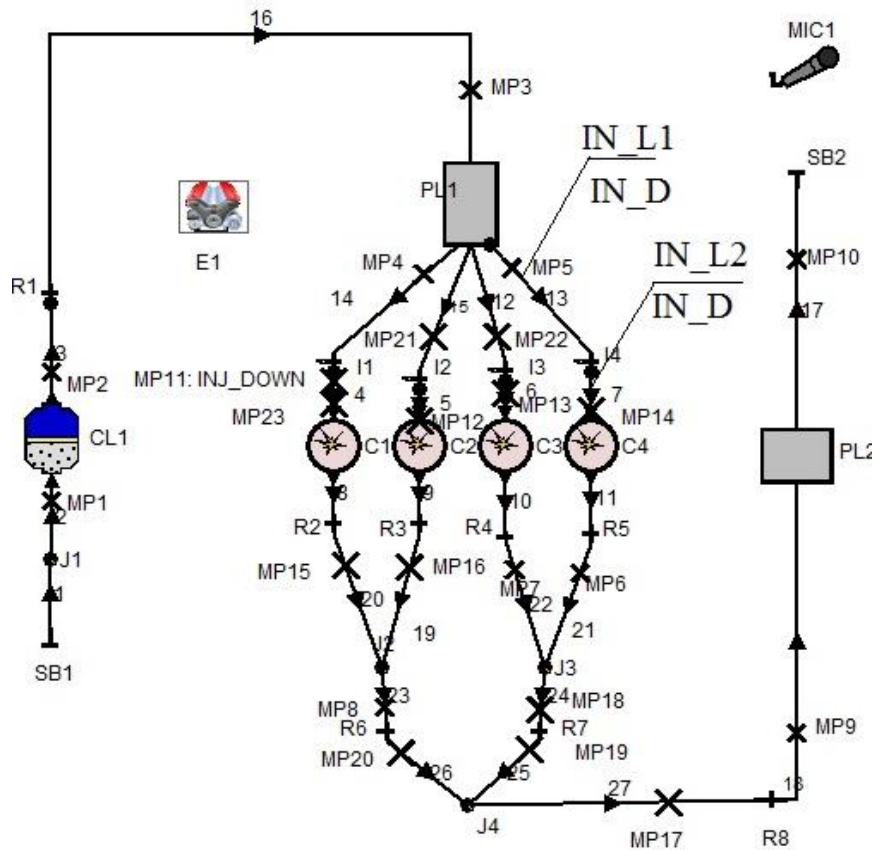 16
MIC1
MP3
IN_L1
SB2
PL1
IN_D
E1
MP4
MP5
IN_L2
MP10
R1
14
15
12
13
IN_D
17
MP21
MP22
3
MP2
I1
I2
I3
I4
MP11: INJ_DOWN
4
5
6
7
MP23
MP12
MP13
MP14
CL1
C1
C2
C3
C4
PL2
MP1
2
8
9
10
11
R2
R3
R4
R5
J1
MP15
MP16
MP7
MP6
1
20
19
22
21
SB1
J2
J3
23
24
MP8
MP18
R6
R7
MP9
MP20
MP19
26
25
27
18
J4
MP17
R8